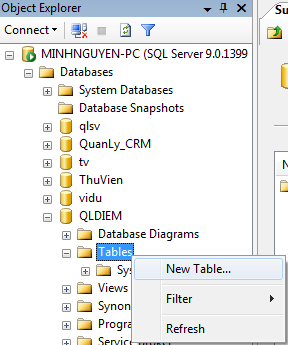 Object Explorer
Connect
MINHNGUYEN-PC (SQL Server 9.0.1399
Databases
System Databases
Database Snapshots
qlsv
QuanLy_CRM
tv
ThuVien
vidu
QLDIEM
Database Diagrams
Tables
Sys
New Table...
Views
Filter
Synon
Progra
Refresh
Service Broker
Su
N